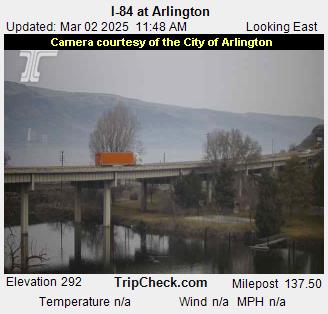 I-84 at Arlington
Updated: Mar 02 2025 11:48 AM Looking East
Camera courtesy of the City of Arlington
Elevation 292 TripCheck.com Milepost 137.50
Temperature n/a Wind n/a MPH n/a